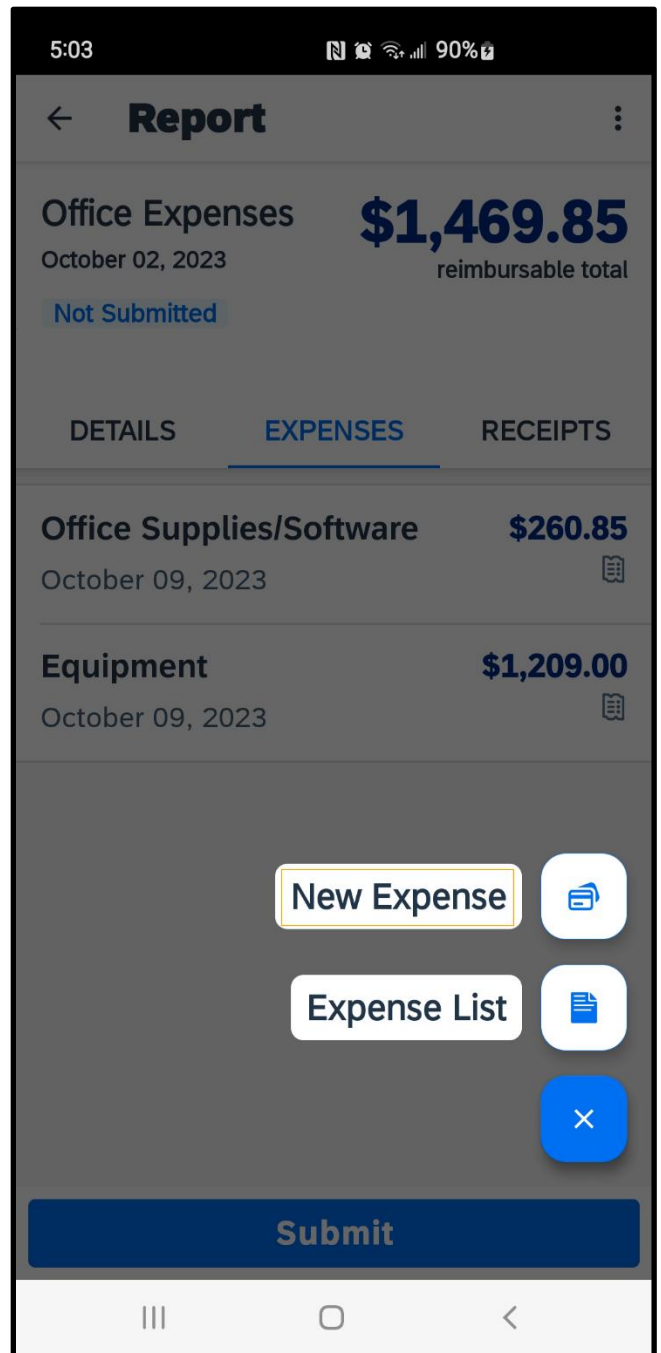 5:03 90%
Report
Office Expenses $1,469.85
October 02, 2023 reimbursable total
Not Submitted
DETAILS EXPENSES RECEIPTS
Office Supplies/Software $260.85
October 09, 2023
Equipment $1,209.00
October 09, 2023
New Expense
Expense List
Submit